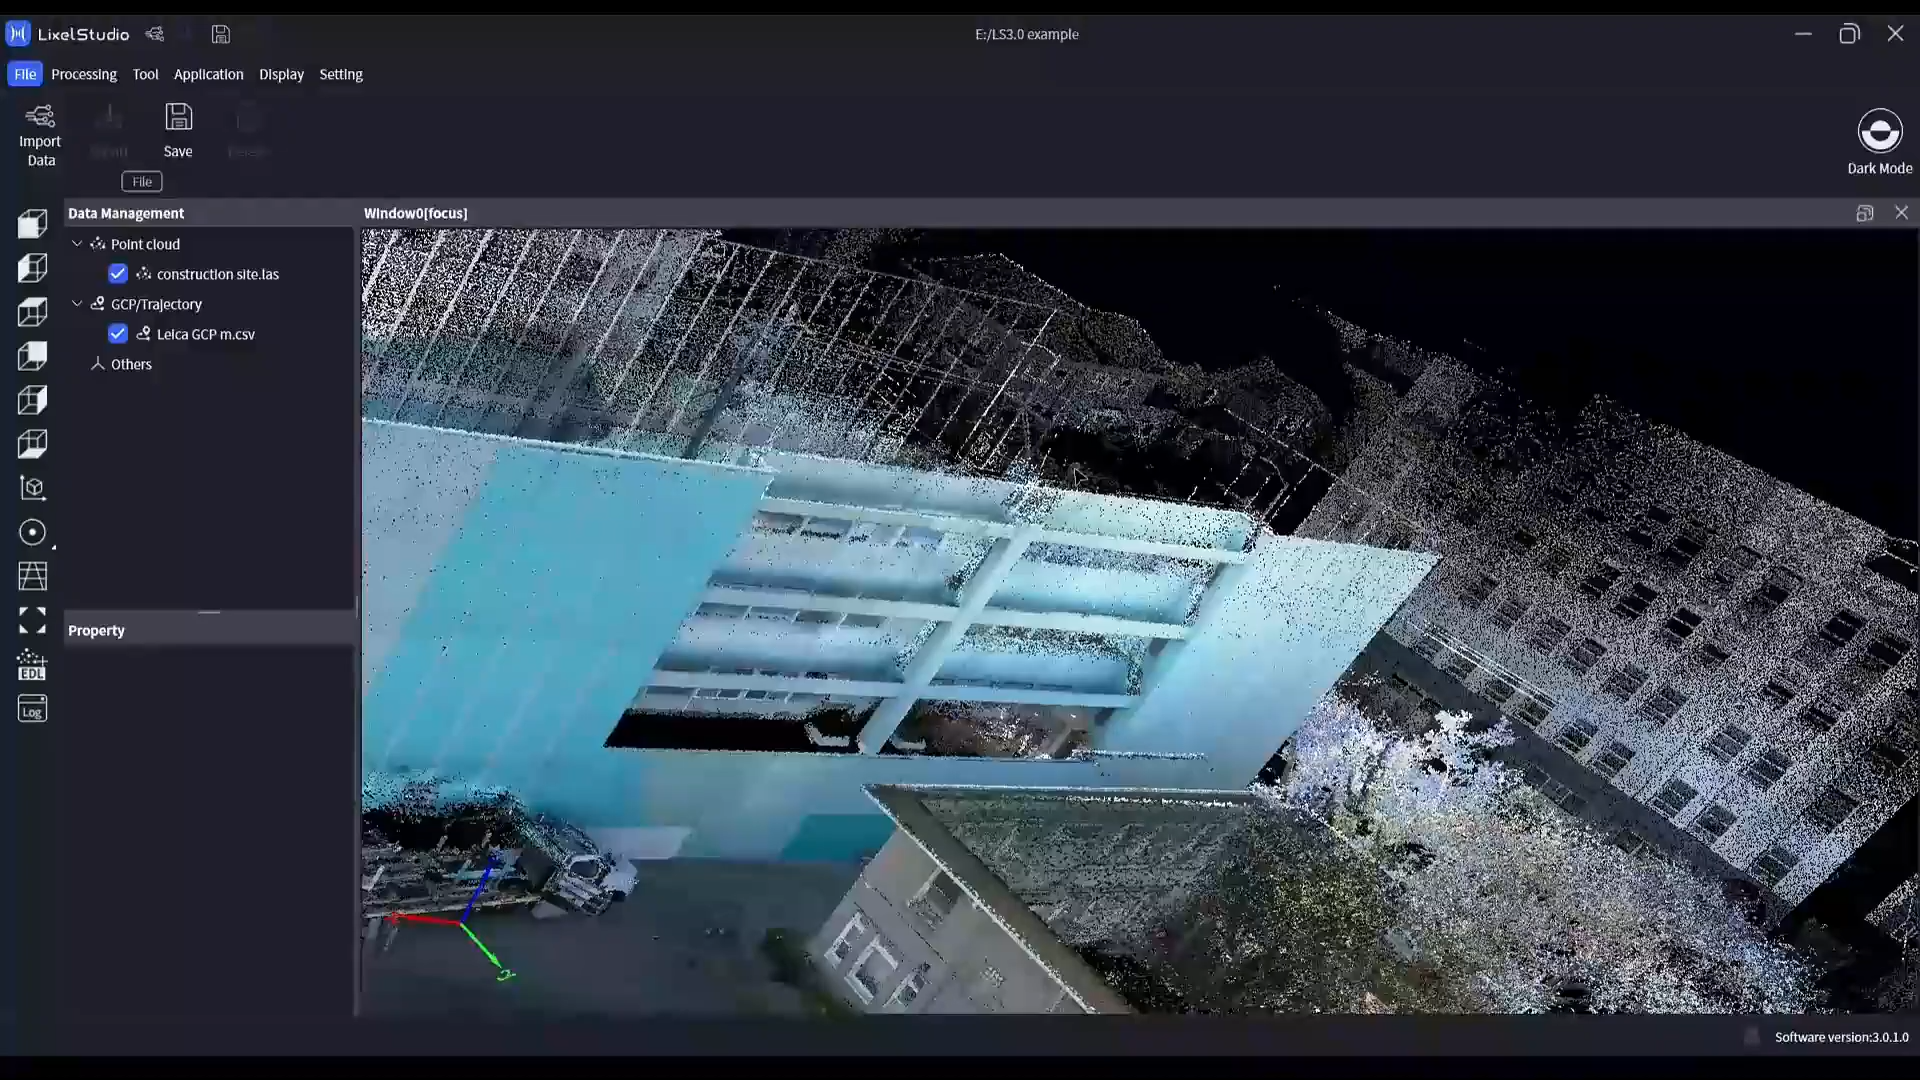 LixelStudio
E:/LS3.0 example
File Processing Tool Application Display Setting
Import Data
Save
File
Dark Mode
Data Management
Window0[focus]
Point cloud
construction site.las
GCP/Trajectory
Leica GCP m.csv
Others
Property
EDL
Log
Software version:3.0.1.0